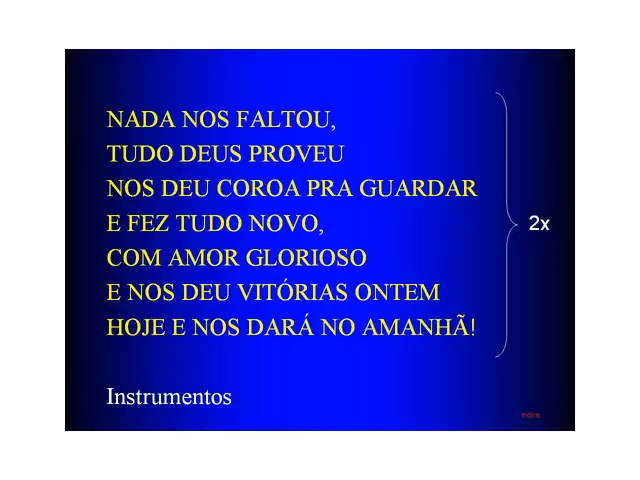 NADA NOS FALTOU,
TUDO DEUS PROVEU
NOS DEU COROA PRA GUARDAR
E FEZ TUDO NOVO,
COM AMOR GLORIOSO
E NOS DEU VITÓRIAS ONTEM
HOJE E NOS DARÁ NO AMANHÃ!
2x
Instrumentos